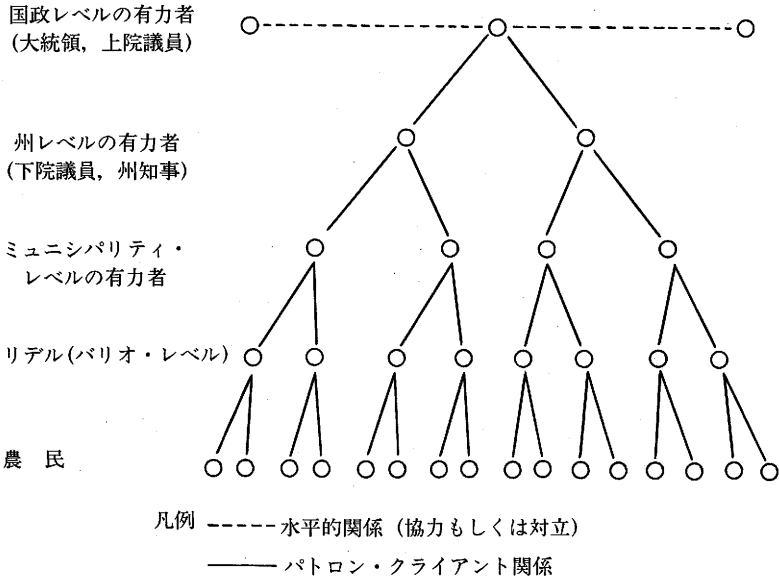 国政レベルの有力者
(大統領, 上院議員)
州レベルの有力者
(下院議員, 州知事)
ミュニシパリティ・
レベルの有力者
リデル(バリオ・レベル)
農 民
凡例 水平的関係 (協力もしくは対立)
パトロン・クライアント関係